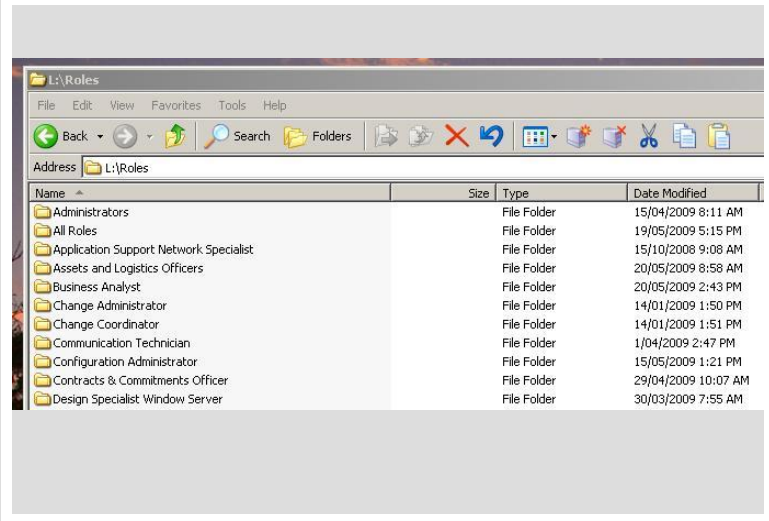 L:\Roles
File Edit View Favorites Tools Help
Back Search Folders
Address L:\Roles
Name Size Type Date Modified
Administrators File Folder 15/04/2009 8:11 AM
All Roles File Folder 19/05/2009 5:15 PM
Application Support Network Specialist File Folder 15/10/2008 9:08 AM
Assets and Logistics Officers File Folder 20/05/2009 8:58 AM
Business Analyst File Folder 20/05/2009 2:43 PM
Change Administrator File Folder 14/01/2009 1:50 PM
Change Coordinator File Folder 14/01/2009 1:51 PM
Communication Technician File Folder 1/04/2009 2:47 PM
Configuration Administrator File Folder 15/05/2009 1:21 PM
Contracts & Commitments Officer File Folder 29/04/2009 10:07 AM
Design Specialist Window Server File Folder 30/03/2009 7:55 AM